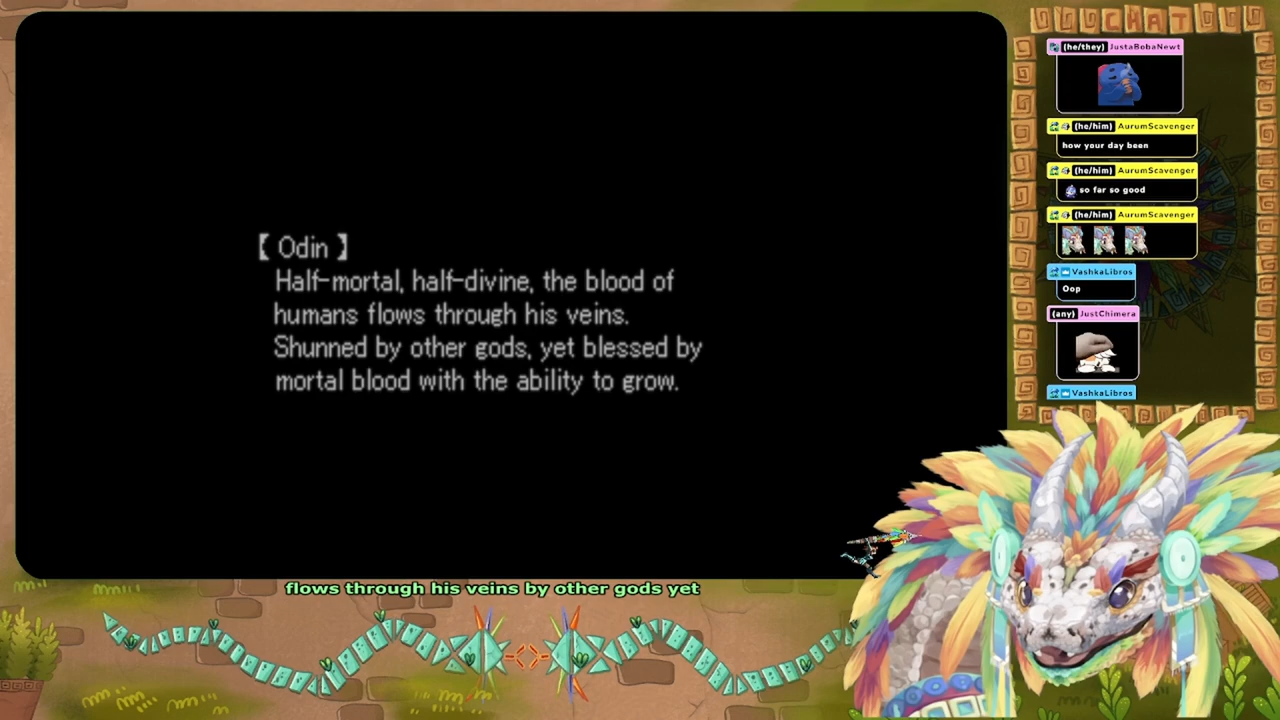 【 Odin 】
Half-mortal, half-divine, the blood of
humans flows through his veins.
Shunned by other gods, yet blessed by
mortal blood with the ability to grow.
flows through his veins by other gods yet
CHAT
(he/they) JustaBobaNewt
(he/him) AurumScavenger
how your day been
(he/him) AurumScavenger
so far so good
(he/him) AurumScavenger
VashkaLibros
Oop
(any) JustChimera
VashkaLibros